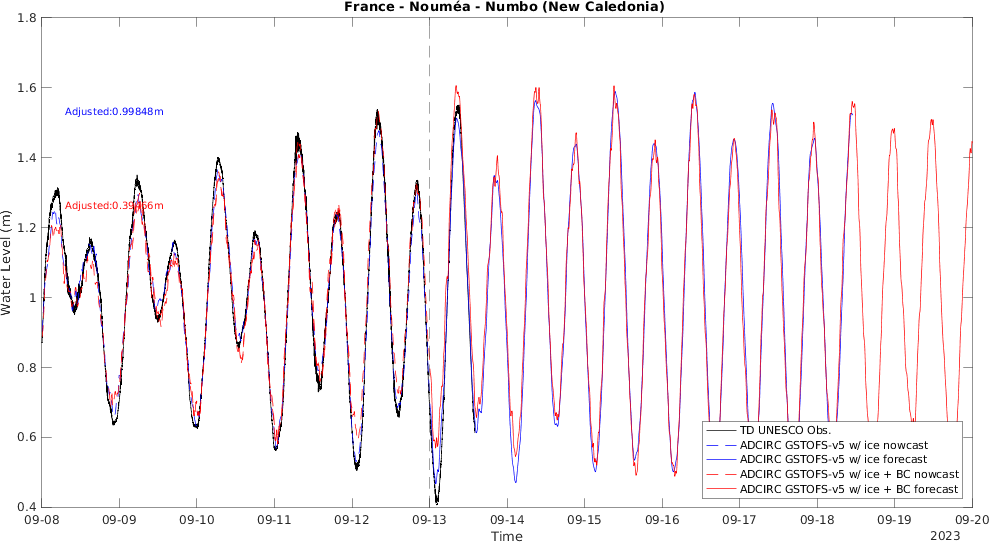 France - Nouméa - Numbo (New Caledonia)
1.8
1.6
1.4
1.2
1
0.8
0.6
0.4
Water Level (m)
Adjusted:0.99848m
TD UNESCO Obs.
ADCIRC GSTOFS-v5 w/ ice nowcast
ADCIRC GSTOFS-v5 w/ ice forecast
ADCIRC GSTOFS-v5 w/ ice + BC nowcast
ADCIRC GSTOFS-v5 w/ ice + BC forecast
09-08
09-09
09-10
09-11
09-12
09-13
09-14
09-15
09-16
09-17
09-18
09-19
09-20
Time
2023